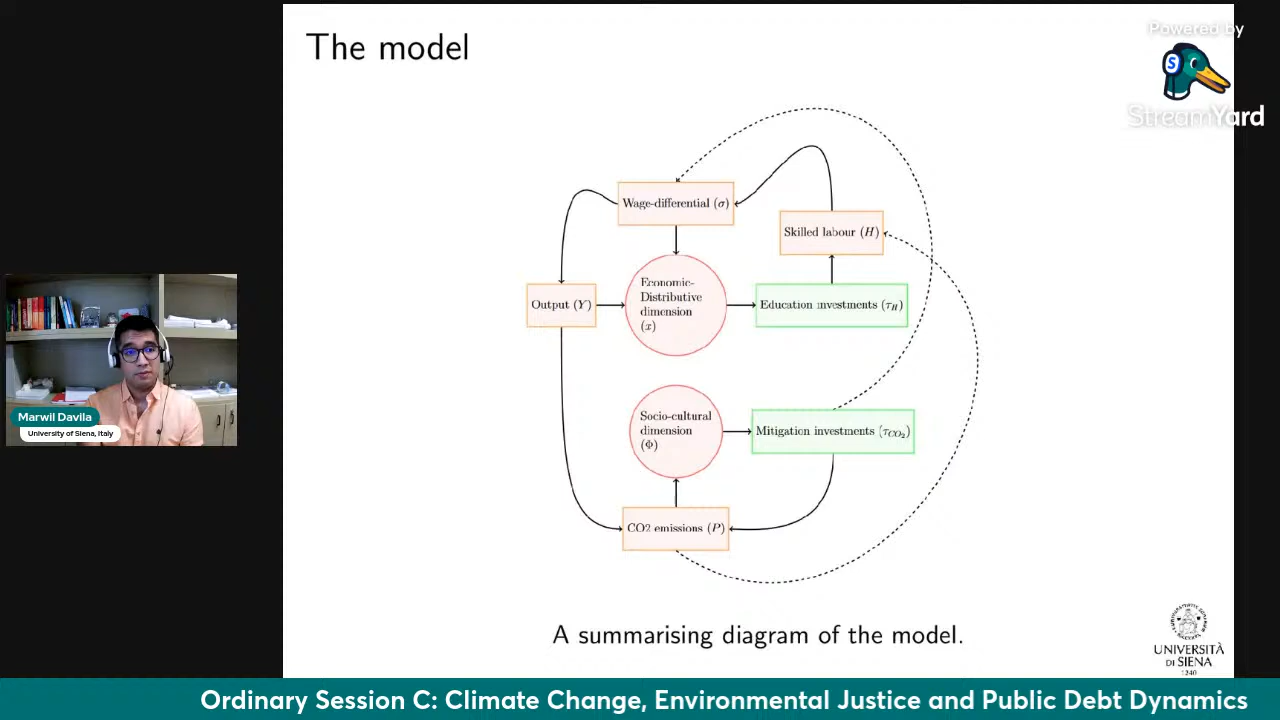 The model
Powered by
StreamYard
Wage-differential (σ)
Skilled labour (H)
Output (Y)
Economic-
Distributive
dimension
(x)
Education investments (τ_H)
Socio-cultural
dimension
(Φ)
Mitigation investments (τ_CO₂)
CO2 emissions (P)
A summarising diagram of the model.
Marwil Davila
University of Siena, Italy
UNIVERSITÀ
DI SIENA
1240
Ordinary Session C: Climate Change, Environmental Justice and Public Debt Dynamics